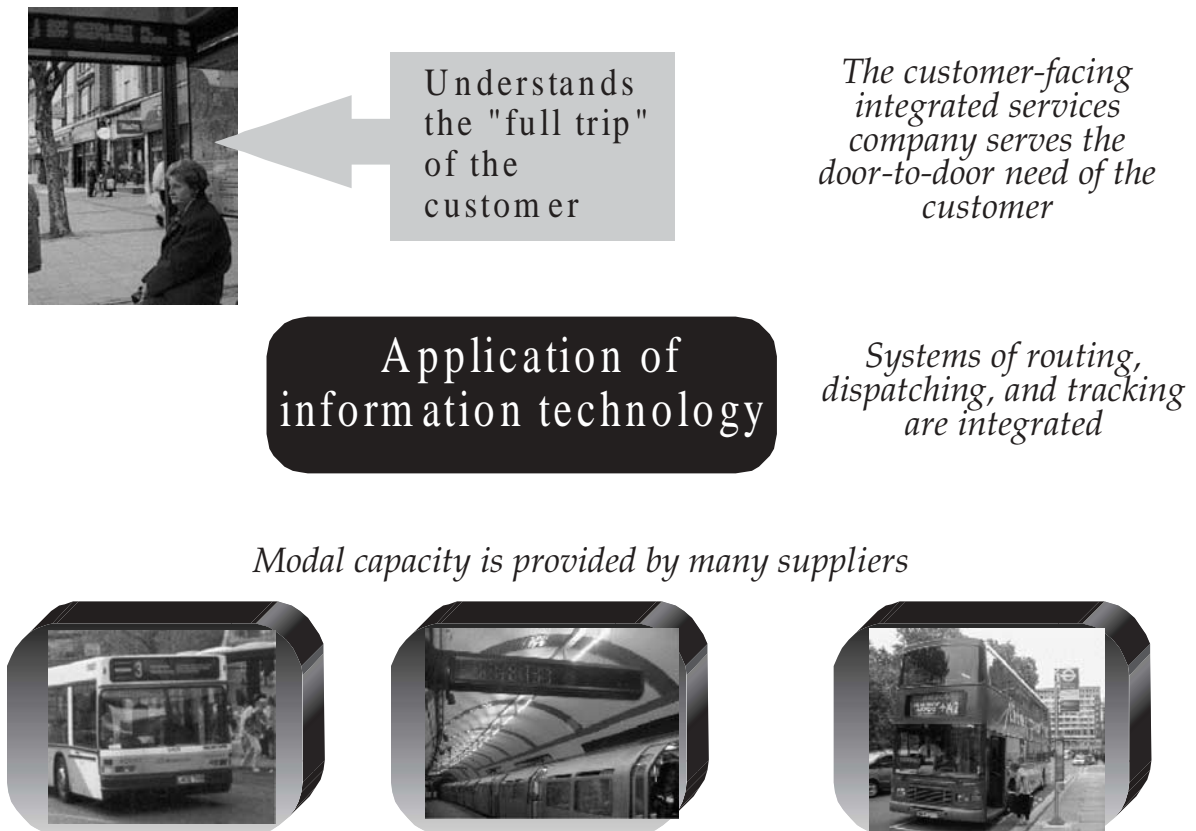 Understands
the "full trip"
of the
customer
The customer-facing
integrated services
company serves the
door-to-door need of the
customer
Application of
information technology
Systems of routing,
dispatching, and tracking
are integrated
Modal capacity is provided by many suppliers
3